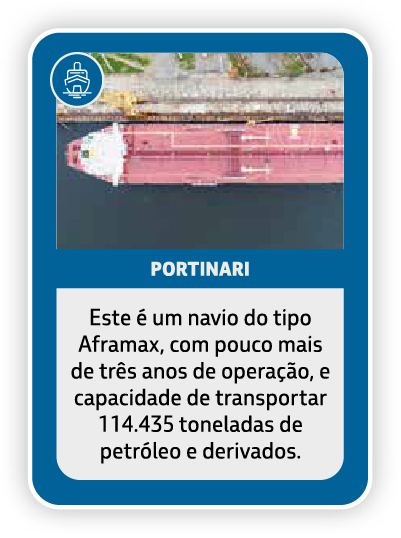 PORTINARI
Este é um navio do tipo
Aframax, com pouco mais
de três anos de operação, e
capacidade de transportar
114.435 toneladas de
petróleo e derivados.